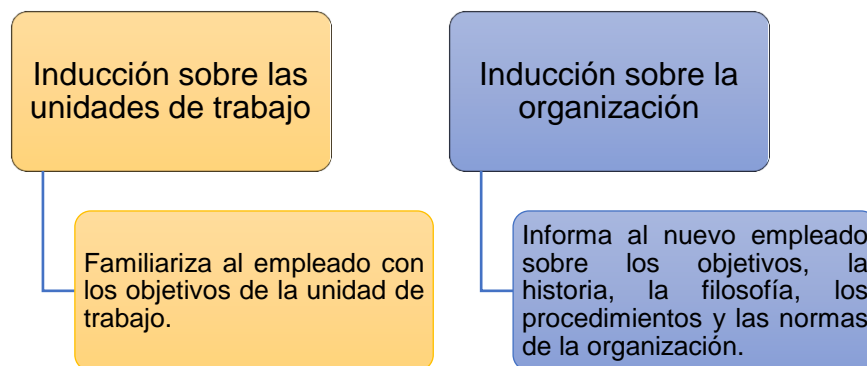 Inducción sobre las
unidades de trabajo
Familiariza al empleado con
los objetivos de la unidad de
trabajo.
Inducción sobre la
organización
Informa al nuevo empleado
sobre los objetivos, la
historia, la filosofía, los
procedimientos y las normas
de la organización.